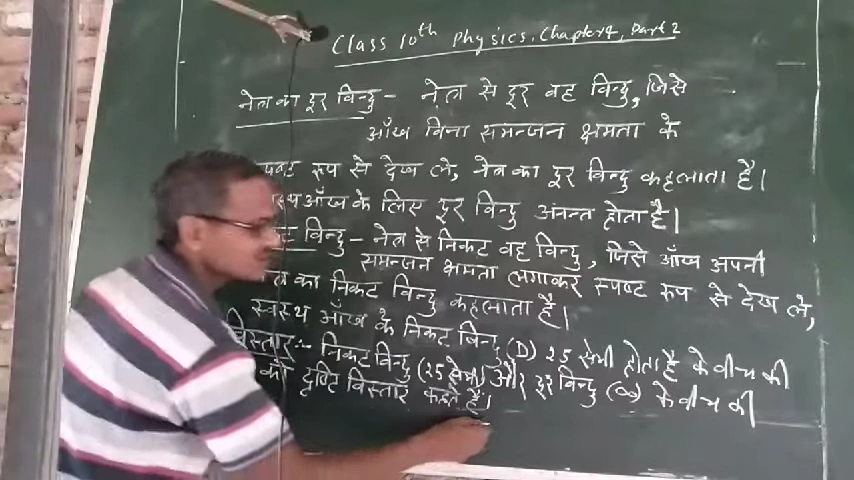 Class 10th Physics, Chapter 4, Part 2
नेत्र का दूर विन्दु - नेत्र से दूर वह विन्दु, जिसे
आँख बिना समन्जन क्षमता के
रूप से देख ले, नेत्र का दूर विन्दु कहलाता है।
आँख के लिए दूर विन्दु अनन्त होता है।
विन्दु - नेत्र से निकट वह विन्दु, जिसे आँख अपनी
समन्जन क्षमता लगाकर स्पष्ट रूप से देख ले,
का निकट विन्दु कहलाता है।
स्वस्थ आँख के निकट विन्दु (D) 25 सेमी होता है
विस्तार:- निकट विन्दु (25 सेमी) और दूर विन्दु (∞) के बीच की
को दृष्टि विस्तार कहते हैं।